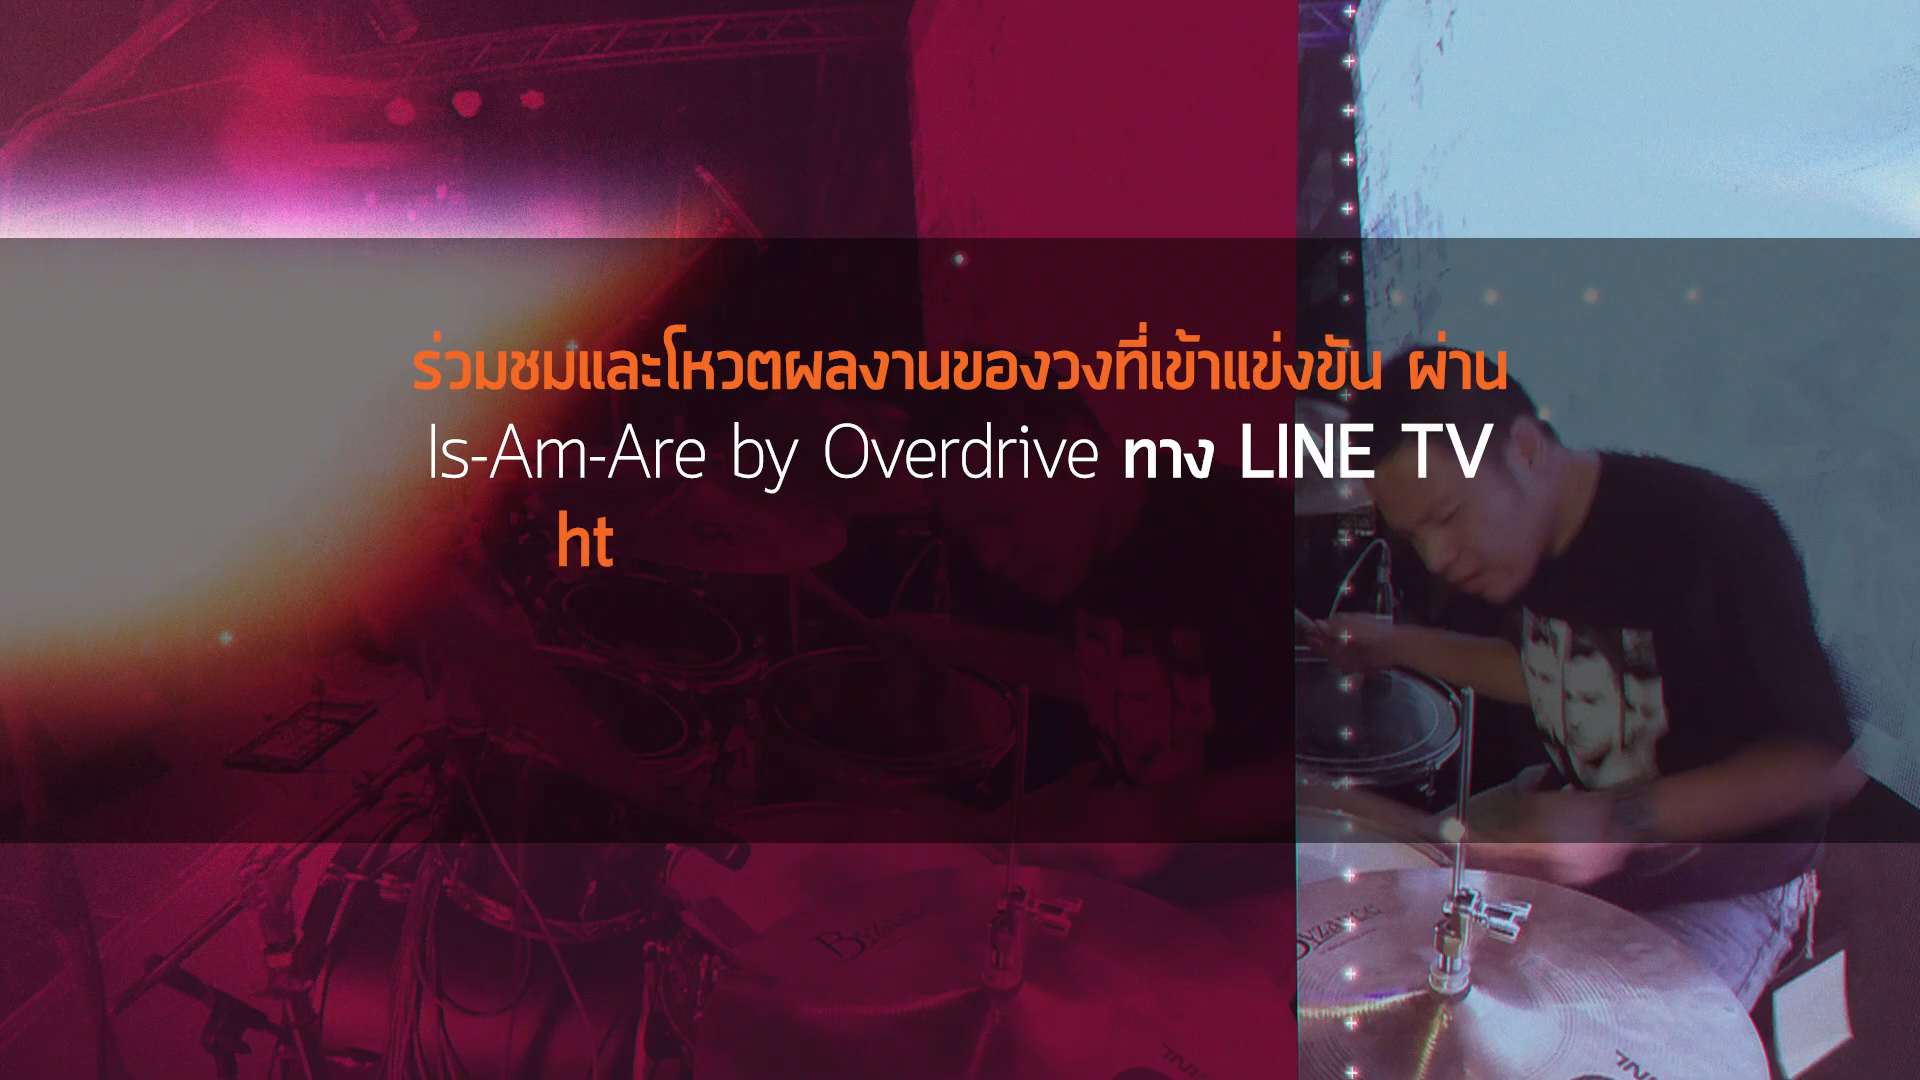 ร่วมชมและโหวตผลงานของวงที่เข้าแข่งขัน ผ่าน
Is-Am-Are by Overdrive ทาง LINE TV
ht
Byzance